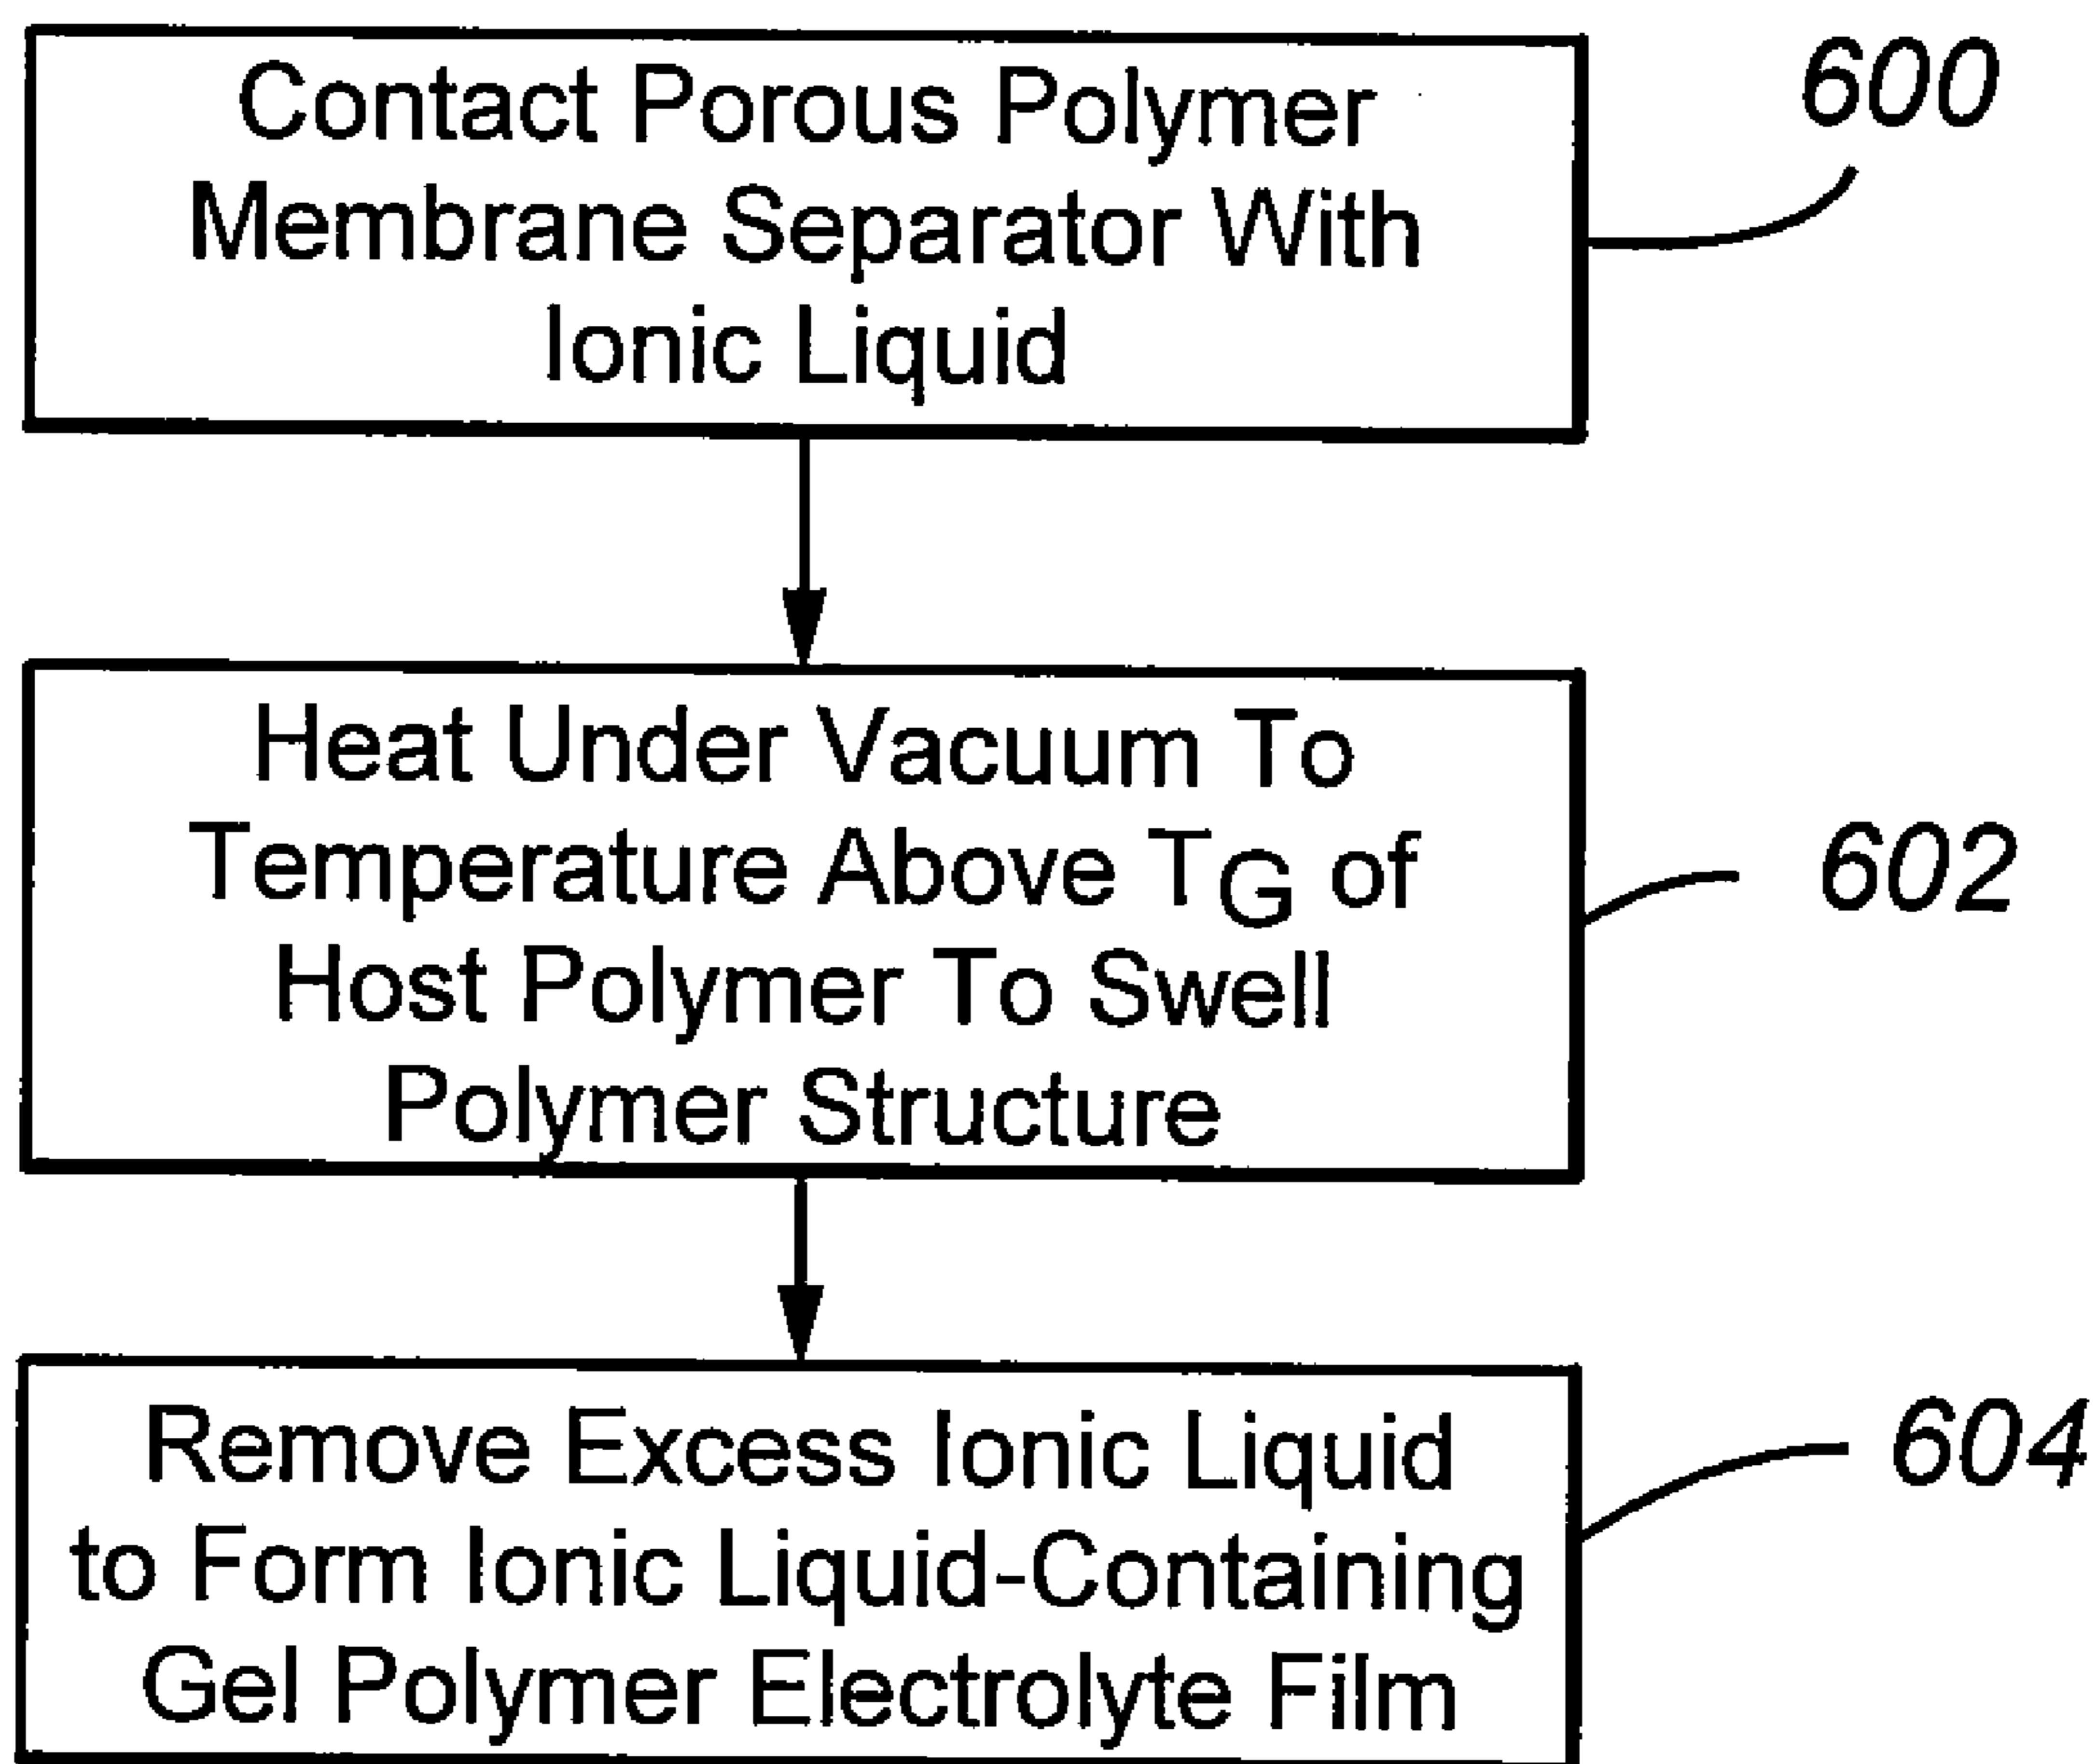 Contact Porous Polymer
Membrane Separator With
Ionic Liquid
600
Heat Under Vacuum To
Temperature Above TG of
Host Polymer To Swell
Polymer Structure
602
Remove Excess Ionic Liquid
to Form Ionic Liquid-Containing
Gel Polymer Electrolyte Film
604